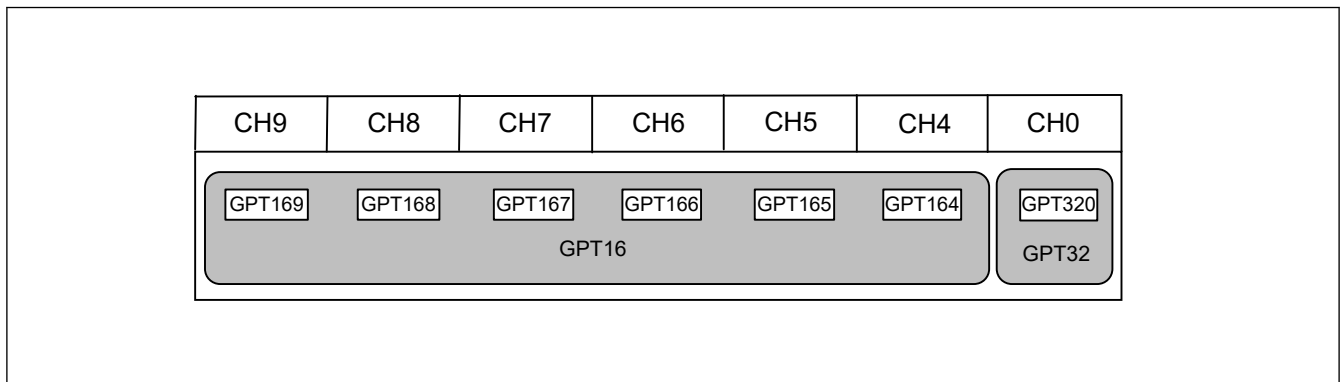 CH9 CH8 CH7 CH6 CH5 CH4 CH0
GPT169 GPT168 GPT167 GPT166 GPT165 GPT164 GPT320
GPT16 GPT32